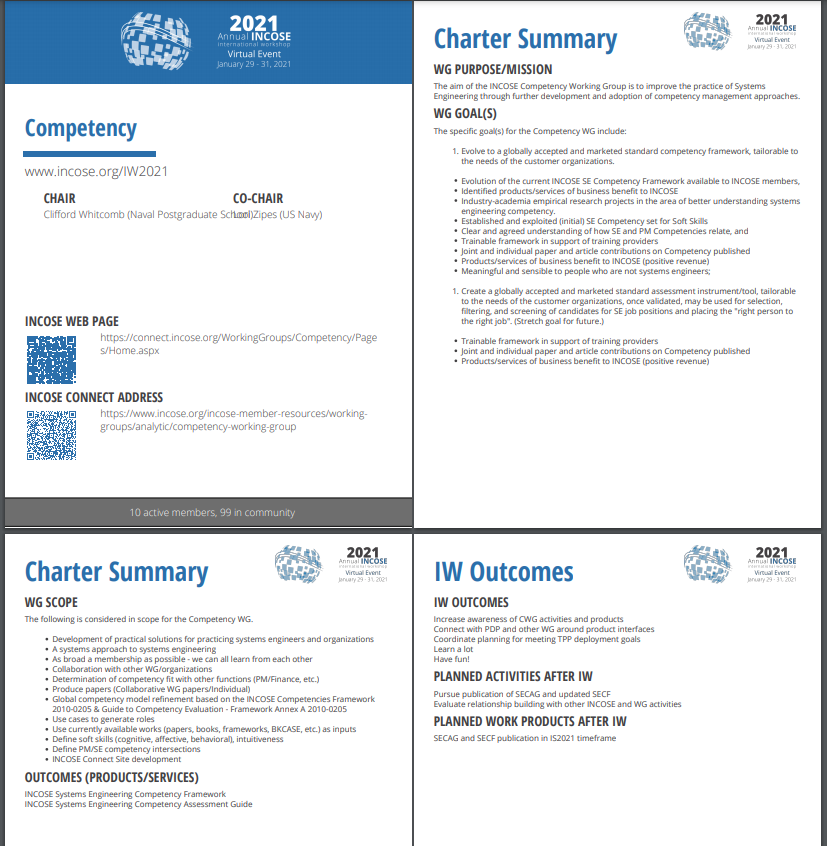 2021
Annual INCOSE
international workshop
Virtual Event
January 29 - 31, 2021
Competency
www.incose.org/IW2021
CHAIR
CO-CHAIR
Clifford Whitcomb (Naval Postgraduate School)
Lori Zipes (US Navy)
INCOSE WEB PAGE
https://connect.incose.org/WorkingGroups/Competency/Page
s/Home.aspx
INCOSE CONNECT ADDRESS
https://www.incose.org/incose-member-resources/working-
groups/analytic/competency-working-group
10 active members, 99 in community
Charter Summary
2021
Annual INCOSE
international workshop
Virtual Event
January 29 - 31, 2021
WG PURPOSE/MISSION
The aim of the INCOSE Competency Working Group is to improve the practice of Systems
Engineering through further development and adoption of competency management approaches.
WG GOAL(S)
The specific goal(s) for the Competency WG include:
1. Evolve to a globally accepted and marketed standard competency framework, tailorable to
the needs of the customer organizations.
• Evolution of the current INCOSE SE Competency Framework available to INCOSE members,
• Identified products/services of business benefit to INCOSE
• Industry-academia empirical research projects in the area of better understanding systems
engineering competency.
• Established and exploited (initial) SE Competency set for Soft Skills
• Clear and agreed understanding of how SE and PM Competencies relate, and
• Trainable framework in support of training providers
• Joint and individual paper and article contributions on Competency published
• Products/services of business benefit to INCOSE (positive revenue)
• Meaningful and sensible to people who are not systems engineers;
1. Create a globally accepted and marketed standard assessment instrument/tool, tailorable
to the needs of the customer organizations, once validated, may be used for selection,
filtering, and screening of candidates for SE job positions and placing the "right person to
the right job". (Stretch goal for future.)
• Trainable framework in support of training providers
• Joint and individual paper and article contributions on Competency published
• Products/services of business benefit to INCOSE (positive revenue)
Charter Summary
2021
Annual INCOSE
international workshop
Virtual Event
January 29 - 31, 2021
WG SCOPE
The following is considered in scope for the Competency WG.
• Development of practical solutions for practicing systems engineers and organizations
• A systems approach to systems engineering
• As broad a membership as possible - we can all learn from each other
• Collaboration with other WG/organizations
• Determination of competency fit with other functions (PM/Finance, etc.)
• Produce papers (Collaborative WG papers/Individual)
• Global competency model refinement based on the INCOSE Competencies Framework
2010-0205 & Guide to Competency Evaluation - Framework Annex A 2010-0205
• Use cases to generate roles
• Use currently available works (papers, books, frameworks, BKCASE, etc.) as inputs
• Define soft skills (cognitive, affective, behavioral), intuitiveness
• Define PM/SE competency intersections
• INCOSE Connect Site development
OUTCOMES (PRODUCTS/SERVICES)
INCOSE Systems Engineering Competency Framework
INCOSE Systems Engineering Competency Assessment Guide
IW Outcomes
2021
Annual INCOSE
international workshop
Virtual Event
January 29 - 31, 2021
IW OUTCOMES
Increase awareness of CWG activities and products
Connect with PDP and other WG around product interfaces
Coordinate planning for meeting TPP deployment goals
Learn a lot
Have fun!
PLANNED ACTIVITIES AFTER IW
Pursue publication of SECAG and updated SECF
Evaluate relationship building with other INCOSE and WG activities
PLANNED WORK PRODUCTS AFTER IW
SECAG and SECF publication in IS2021 timeframe